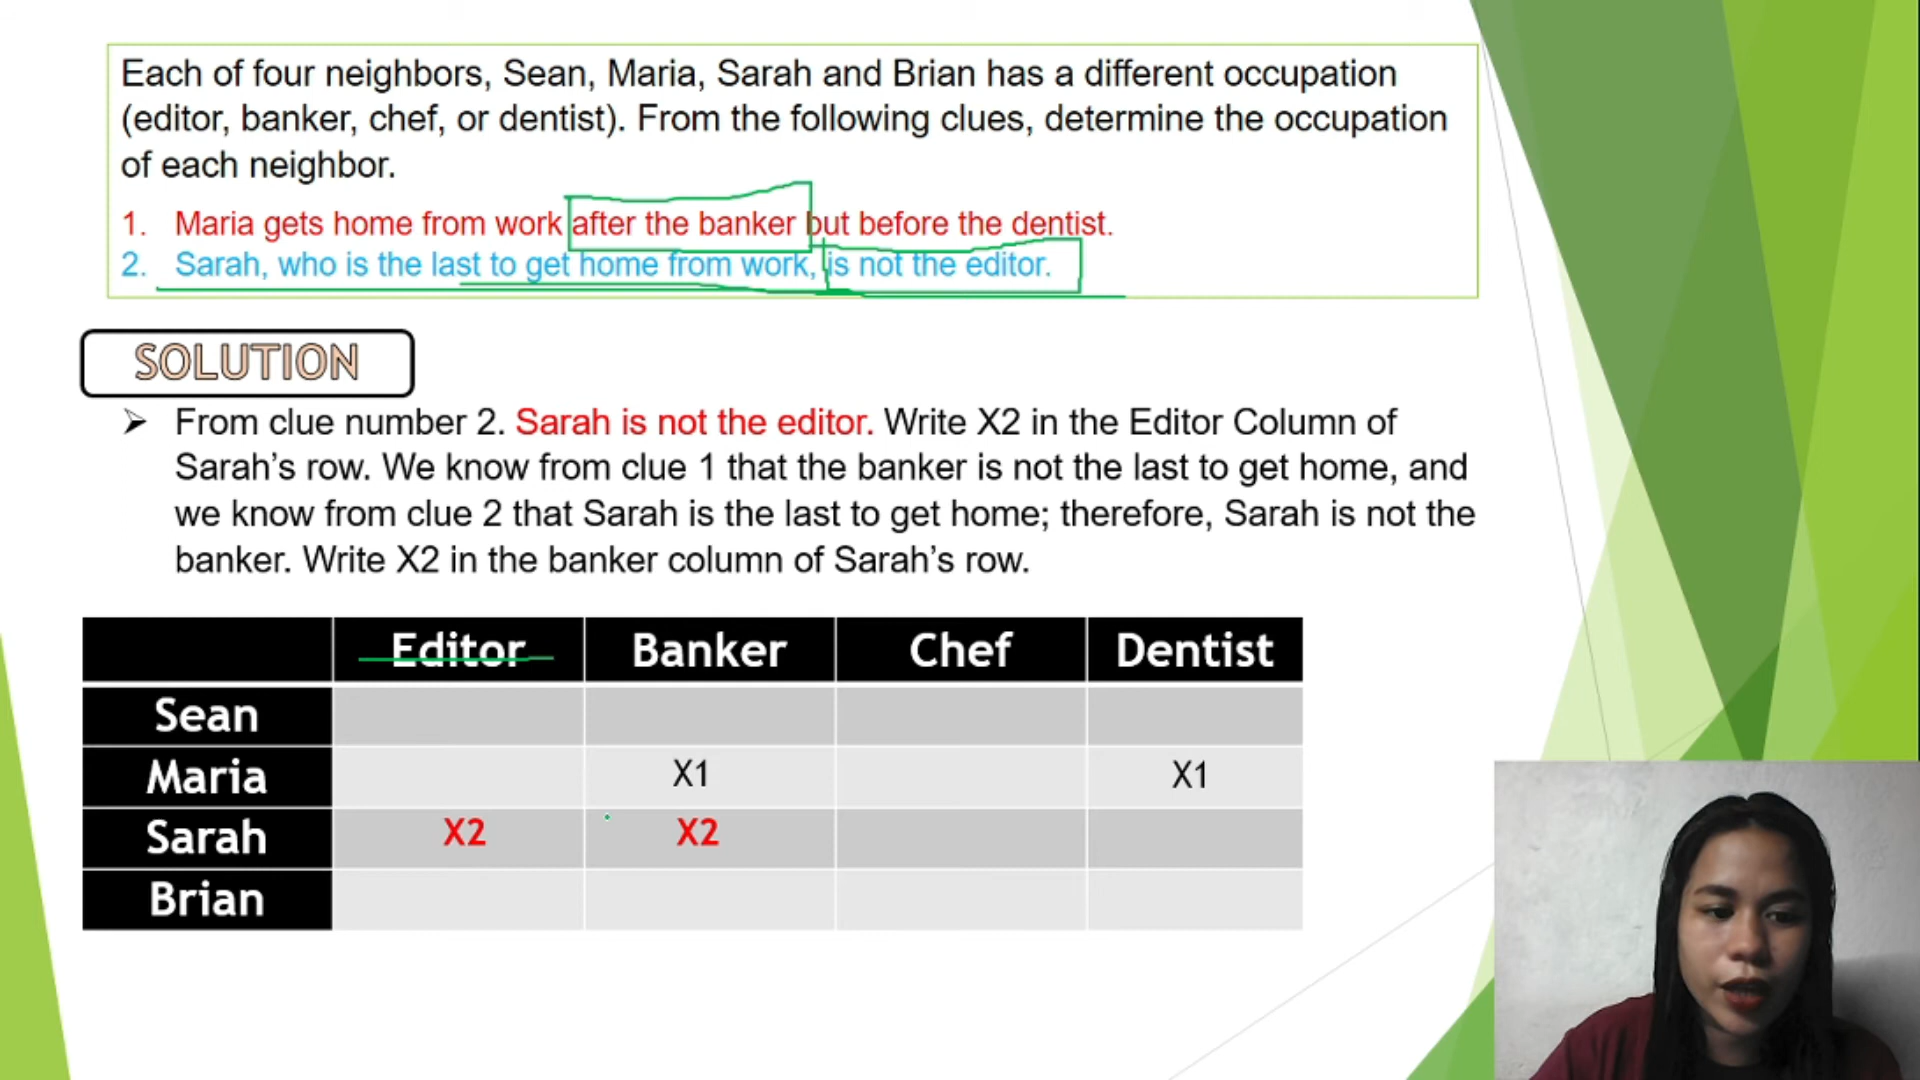 Each of four neighbors, Sean, Maria, Sarah and Brian has a different occupation
(editor, banker, chef, or dentist). From the following clues, determine the occupation
of each neighbor.
1. Maria gets home from work after the banker but before the dentist.
2. Sarah, who is the last to get home from work, is not the editor.
SOLUTION
➢ From clue number 2. Sarah is not the editor. Write X2 in the Editor Column of
Sarah’s row. We know from clue 1 that the banker is not the last to get home, and
we know from clue 2 that Sarah is the last to get home; therefore, Sarah is not the
banker. Write X2 in the banker column of Sarah’s row.
Editor Banker Chef Dentist
Sean
Maria X1 X1
Sarah X2 X2
Brian